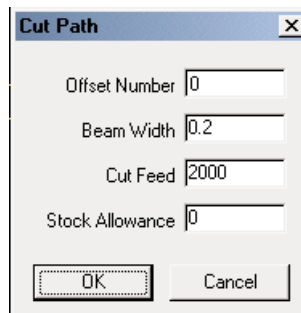 Cut Path
Offset Number 0
Beam Width 0.2
Cut Feed 2000
Stock Allowance 0
OK Cancel